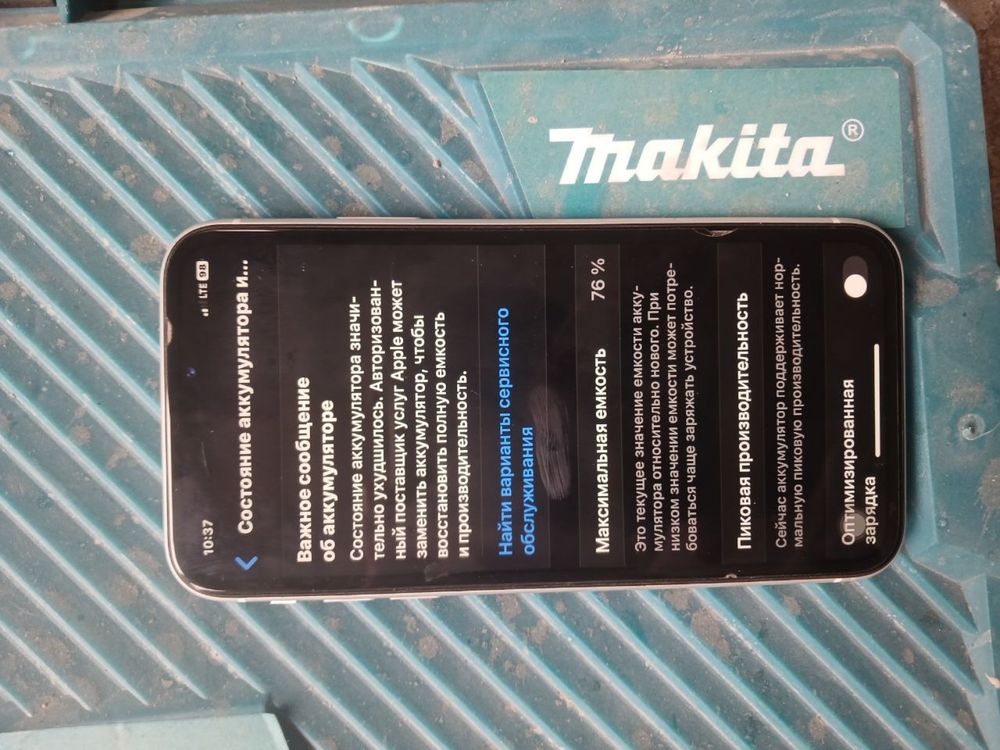 makita®
10:37
LTE 98
Состояние аккумулятора и...
Важное сообщение
об аккумуляторе
Состояние аккумулятора значи-
тельно ухудшилось. Авторизован-
ный поставщик услуг Apple может
заменить аккумулятор, чтобы
восстановить полную емкость
и производительность.
Найти варианты сервисного
обслуживания
Максимальная емкость 76 %
Это текущее значение емкости акку-
мулятора относительно нового. При
низком значении емкости может потре-
боваться чаще заряжать устройство.
Пиковая производительность
Сейчас аккумулятор поддерживает нор-
мальную пиковую производительность.
Оптимизированная
зарядка